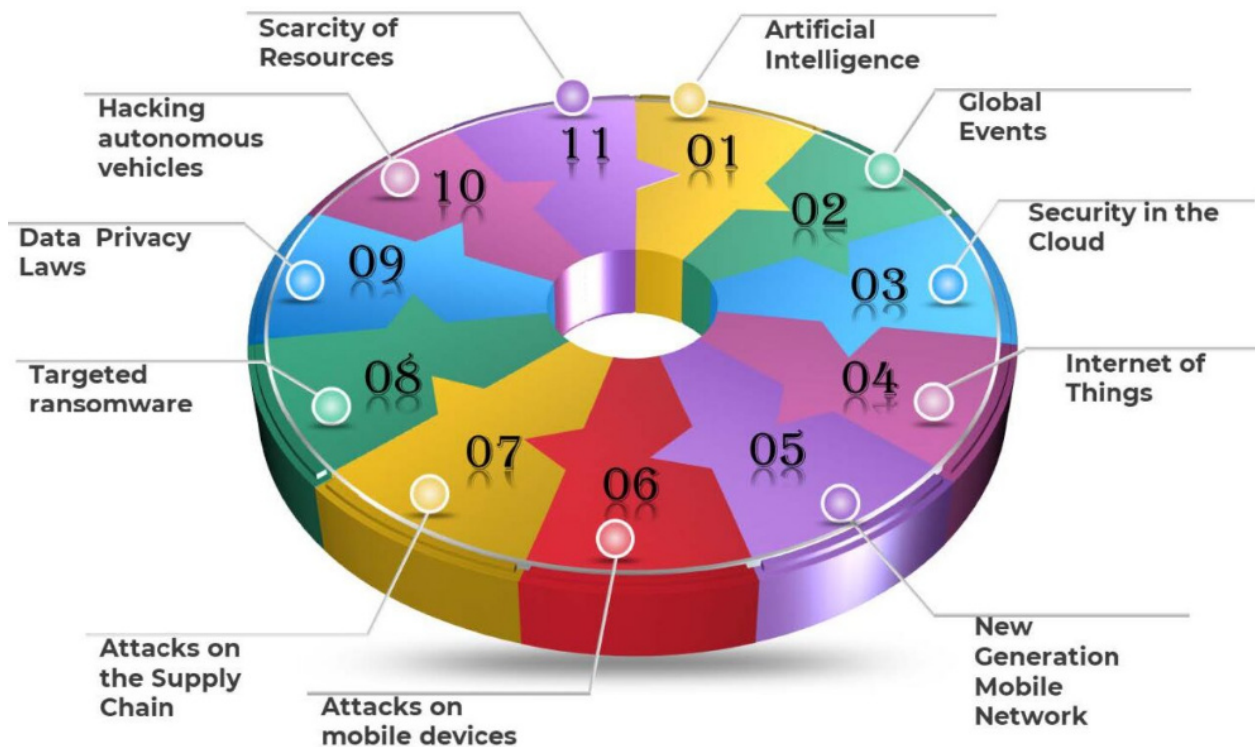 Scarcity of
Resources
Artificial
Intelligence
Hacking
autonomous
vehicles
Global
Events
Data Privacy
Laws
Security in the
Cloud
Targeted
ransomware
Internet of
Things
Attacks on
the Supply
Chain
Attacks on
mobile devices
New
Generation
Mobile
Network
01
02
03
04
05
06
07
08
09
10
11